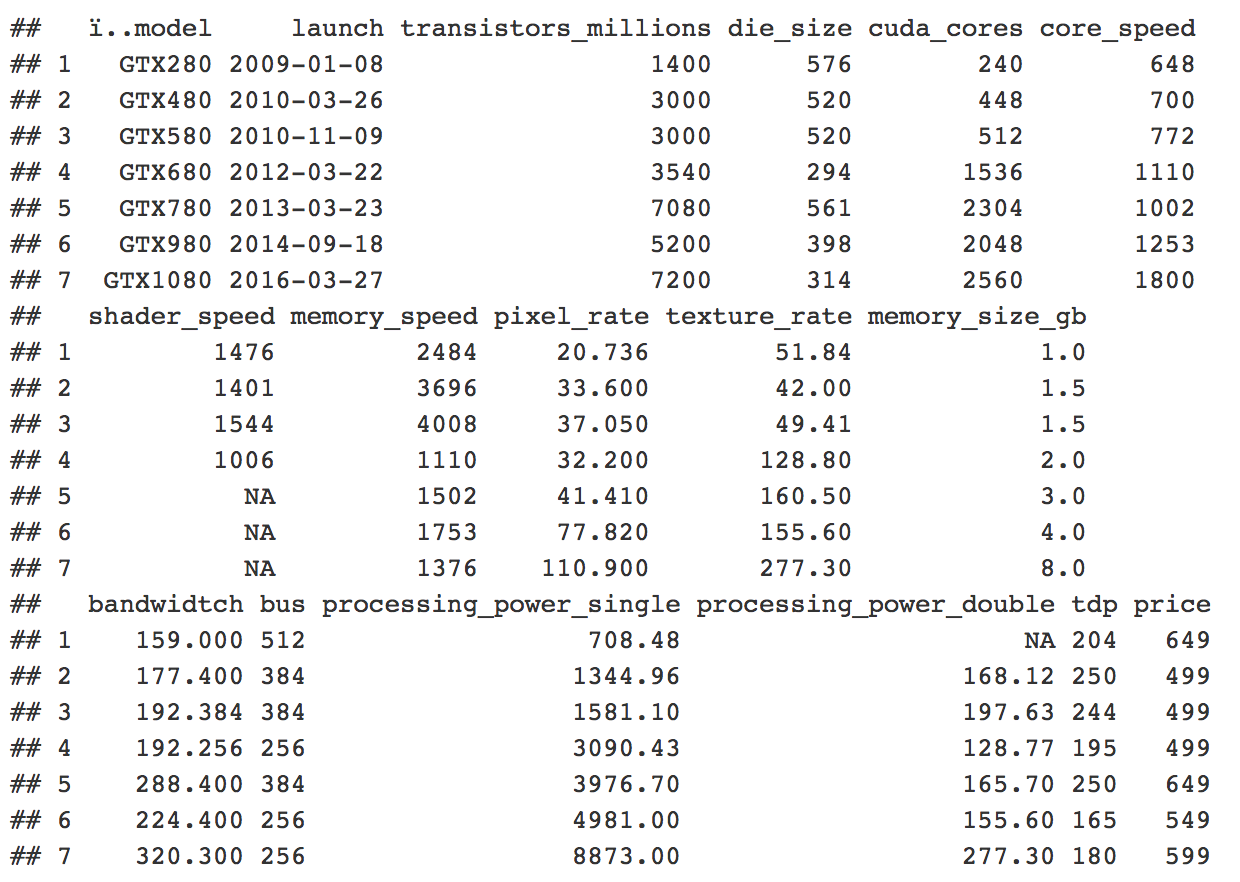 ##   ï..model     launch transistors_millions die_size cuda_cores core_speed
## 1   GTX280 2009-01-08                 1400      576        240        648
## 2   GTX480 2010-03-26                 3000      520        448        700
## 3   GTX580 2010-11-09                 3000      520        512        772
## 4   GTX680 2012-03-22                 3540      294       1536       1110
## 5   GTX780 2013-03-23                 7080      561       2304       1002
## 6   GTX980 2014-09-18                 5200      398       2048       1253
## 7  GTX1080 2016-03-27                 7200      314       2560       1800
##   shader_speed memory_speed pixel_rate texture_rate memory_size_gb
## 1         1476         2484     20.736        51.84            1.0
## 2         1401         3696     33.600        42.00            1.5
## 3         1544         4008     37.050        49.41            1.5
## 4         1006         1110     32.200       128.80            2.0
## 5           NA         1502     41.410       160.50            3.0
## 6           NA         1753     77.820       155.60            4.0
## 7           NA         1376    110.900       277.30            8.0
##   bandwidtch bus processing_power_single processing_power_double tdp price
## 1    159.000 512                  708.48                      NA 204   649
## 2    177.400 384                 1344.96                  168.12 250   499
## 3    192.384 384                 1581.10                  197.63 244   499
## 4    192.256 256                 3090.43                  128.77 195   499
## 5    288.400 384                 3976.70                  165.70 250   649
## 6    224.400 256                 4981.00                  155.60 165   549
## 7    320.300 256                 8873.00                  277.30 180   599